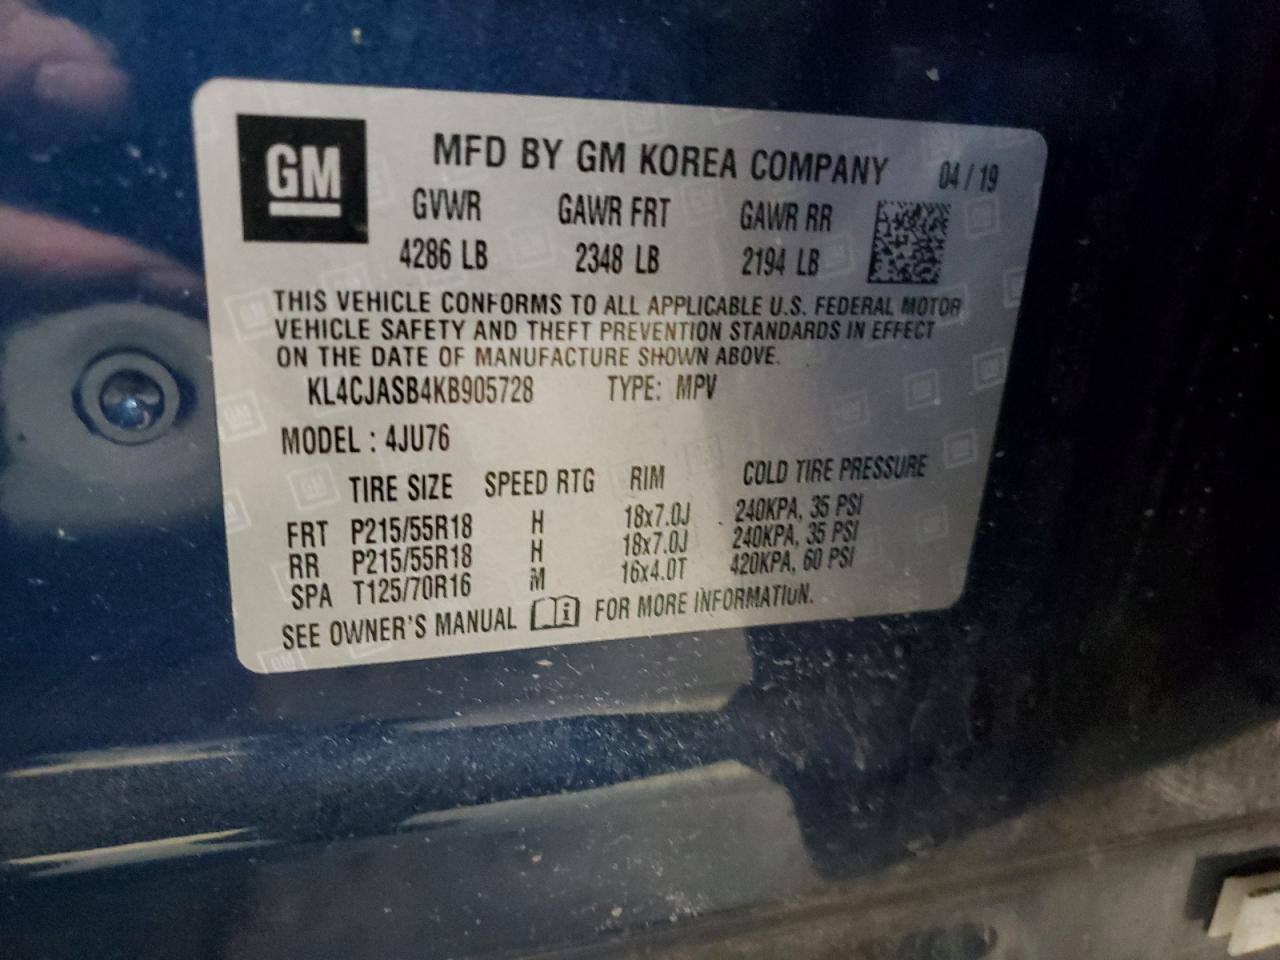 GM
MFD BY GM KOREA COMPANY 04 / 19
GVWR GAWR FRT GAWR RR
4286 LB 2348 LB 2194 LB
THIS VEHICLE CONFORMS TO ALL APPLICABLE U.S. FEDERAL MOTOR
VEHICLE SAFETY AND THEFT PREVENTION STANDARDS IN EFFECT
ON THE DATE OF MANUFACTURE SHOWN ABOVE.
KL4CJASB4KB905728 TYPE: MPV
MODEL : 4JU76
TIRE SIZE SPEED RTG RIM COLD TIRE PRESSURE
FRT P215/55R18 H 18x7.0J 240KPA, 35 PSI
RR P215/55R18 H 18x7.0J 240KPA, 35 PSI
SPA T125/70R16 M 16x4.0T 420KPA, 60 PSI
SEE OWNER'S MANUAL i FOR MORE INFORMATION.